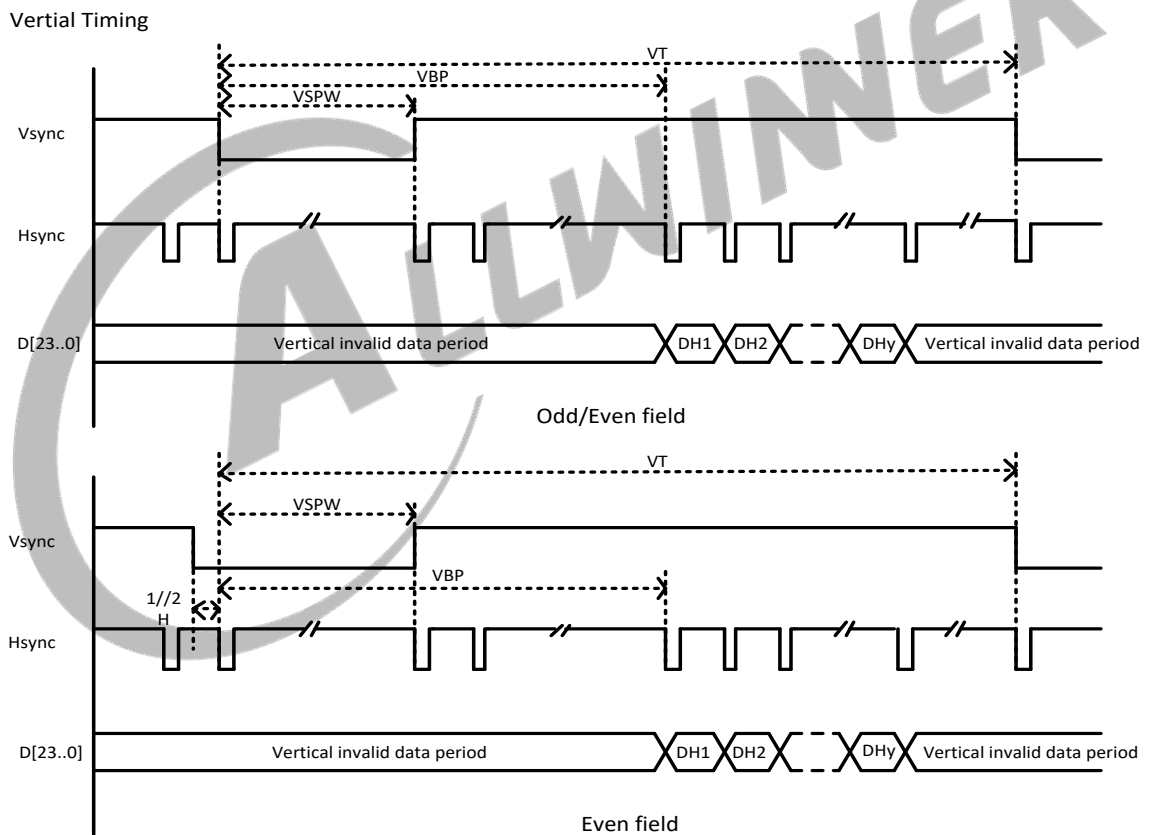 Vertial Timing
VT
VBP
VSPW
Vsync
Hsync
D[23..0]
Vertical invalid data period
DH1
DH2
DHy
Vertical invalid data period
Odd/Even field
VT
VSPW
Vsync
VBP
1//2
H
Hsync
D[23..0]
Vertical invalid data period
DH1
DH2
DHy
Vertical invalid data period
Even field
ALLWINNER